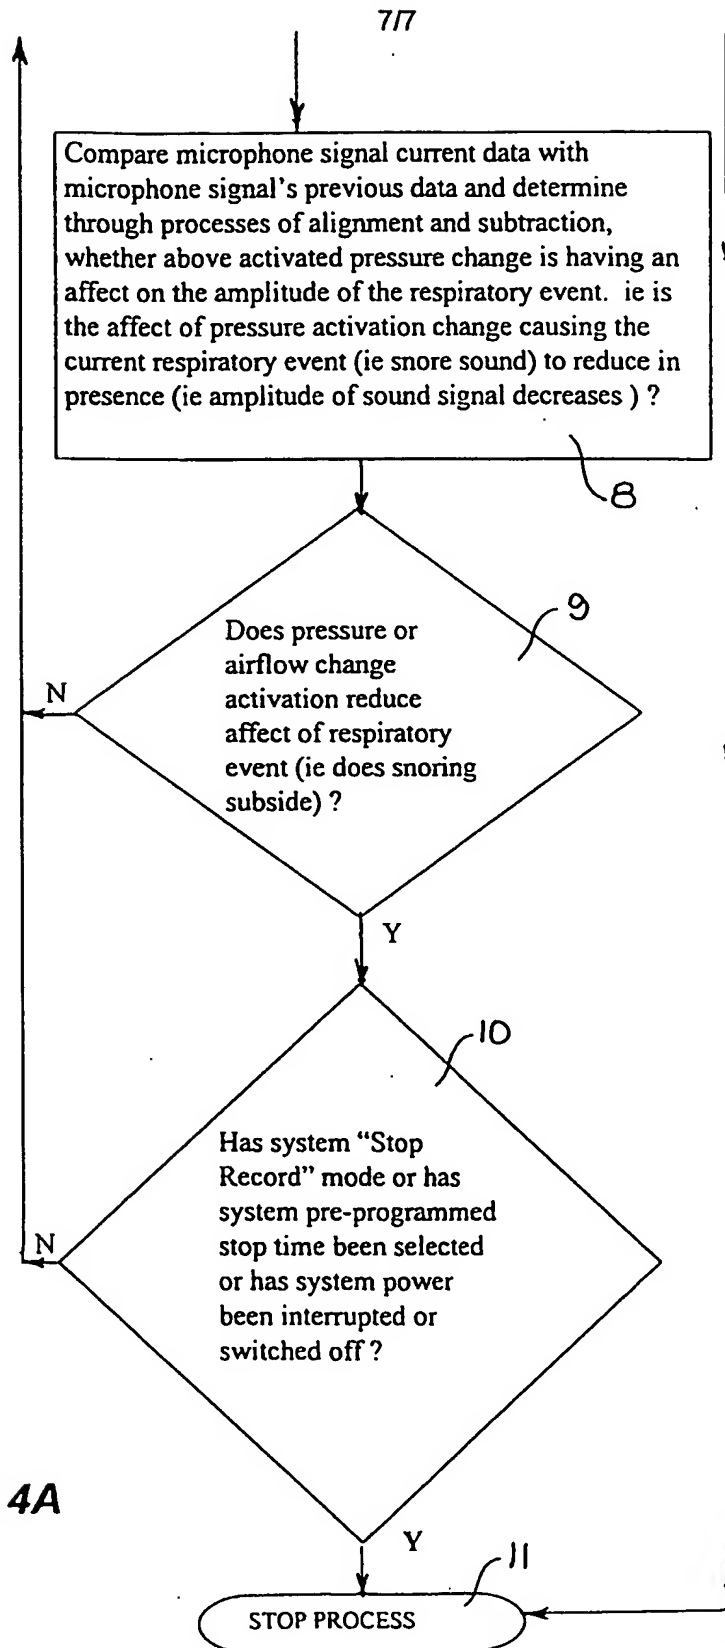 7/7
Compare microphone signal current data with
microphone signal's previous data and determine
through processes of alignment and subtraction,
whether above activated pressure change is having an
affect on the amplitude of the respiratory event. ie is
the affect of pressure activation change causing the
current respiratory event (ie snore sound) to reduce in
presence (ie amplitude of sound signal decreases ) ?
8
9
Does pressure or
airflow change
activation reduce
affect of respiratory
event (ie does snoring
subside) ?
N
Y
10
Has system “Stop
Record” mode or has
system pre-programmed
stop time been selected
or has system power
been interrupted or
switched off ?
N
4A
Y
11
STOP PROCESS